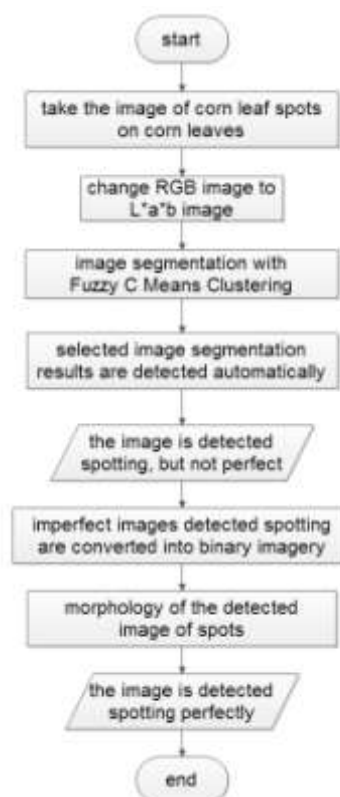 start
take the image of corn leaf spots
on corn leaves
change RGB image to
L*a*b image
image segmentation with
Fuzzy C Means Clustering
selected image segmentation
results are detected automatically
the image is detected
spotting, but not perfect
imperfect images detected spotting
are converted into binary imagery
morphology of the detected
image of spots
the image is detected
spotting perfectly
end